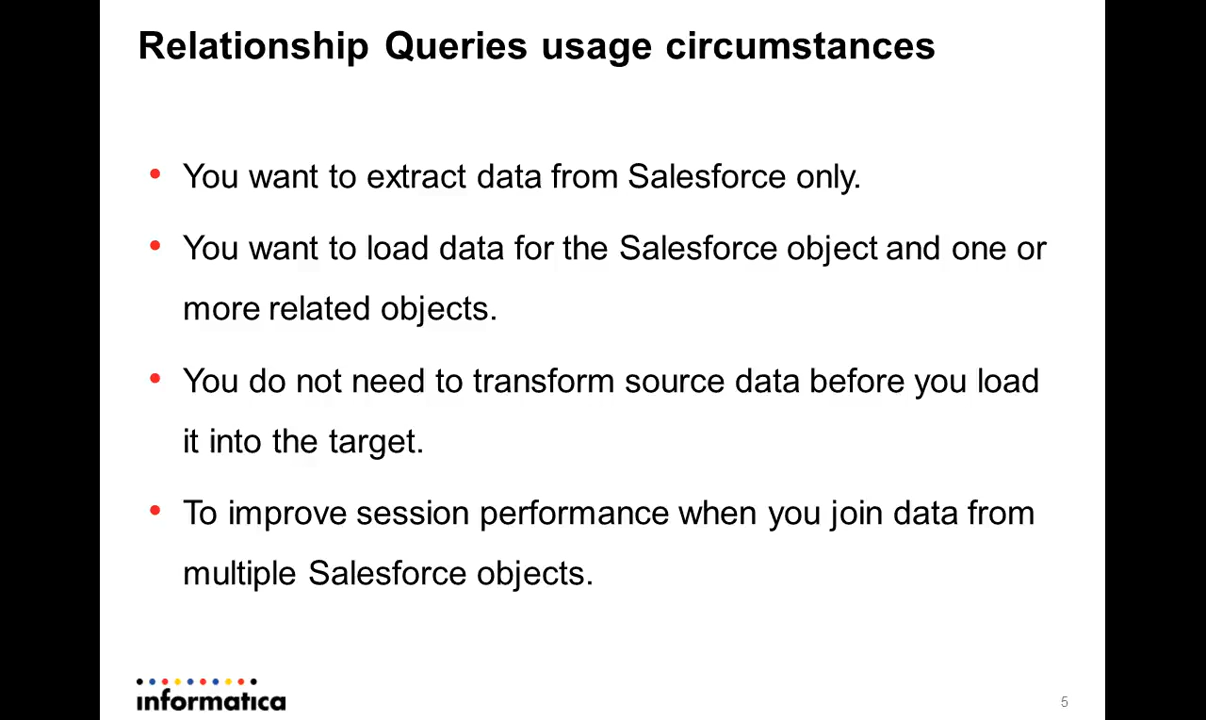 Relationship Queries usage circumstances
• You want to extract data from Salesforce only.
• You want to load data for the Salesforce object and one or
more related objects.
• You do not need to transform source data before you load
it into the target.
• To improve session performance when you join data from
multiple Salesforce objects.
informatica
5